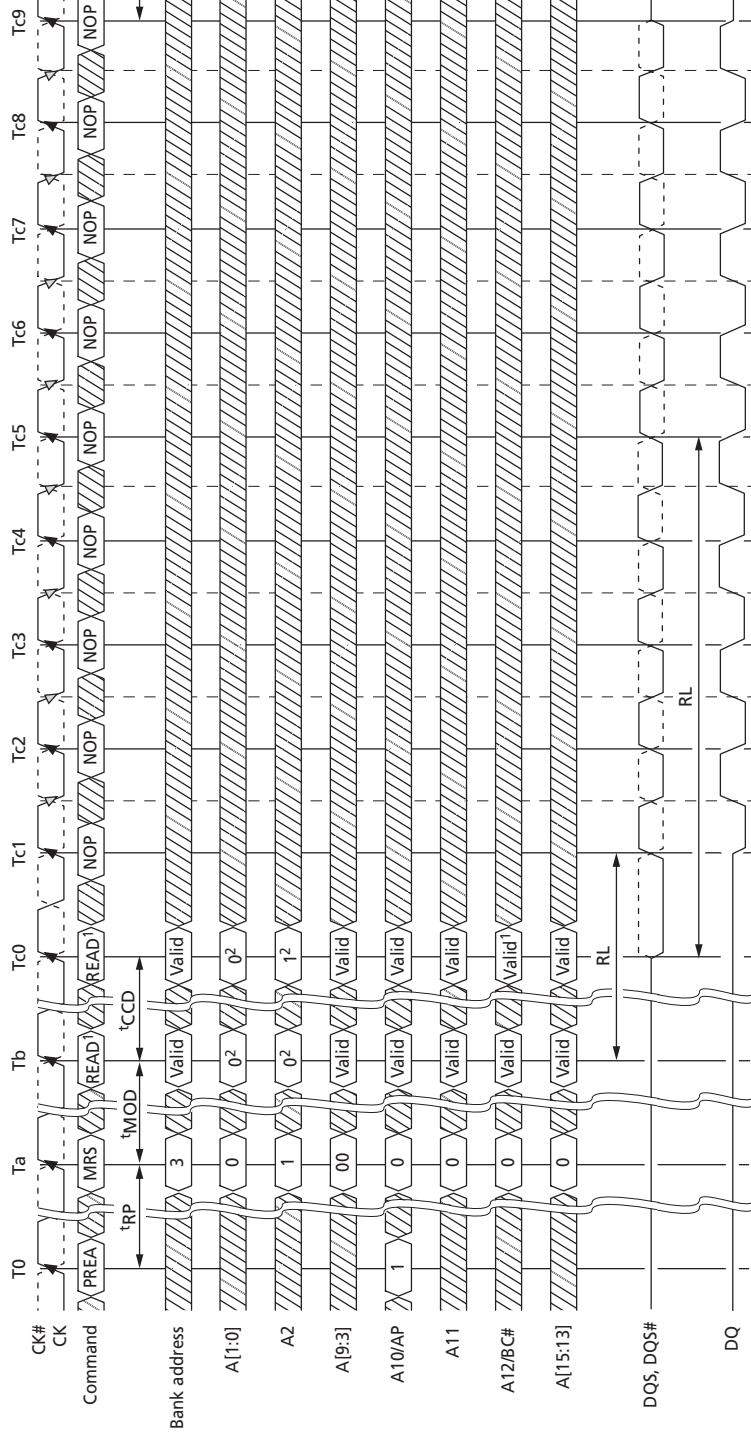 T0 Ta Tb Tc0 Tc1 Tc2 Tc3 Tc4 Tc5 Tc6 Tc7 Tc8 Tc9
CK#
CK
Command PREA MRS READ¹ READ¹ NOP NOP NOP NOP NOP NOP NOP NOP NOP
tRP tMOD tCCD
Bank address 3 Valid Valid
A[1:0] 0 0² 0²
A2 1 0² 1²
A[9:3] 00 Valid Valid
A10/AP 1 0 Valid Valid
A11 0 Valid Valid
A12/BC# 0 Valid Valid¹
A[15:13] 0 Valid Valid
RL
DQS, DQS#
RL
DQ